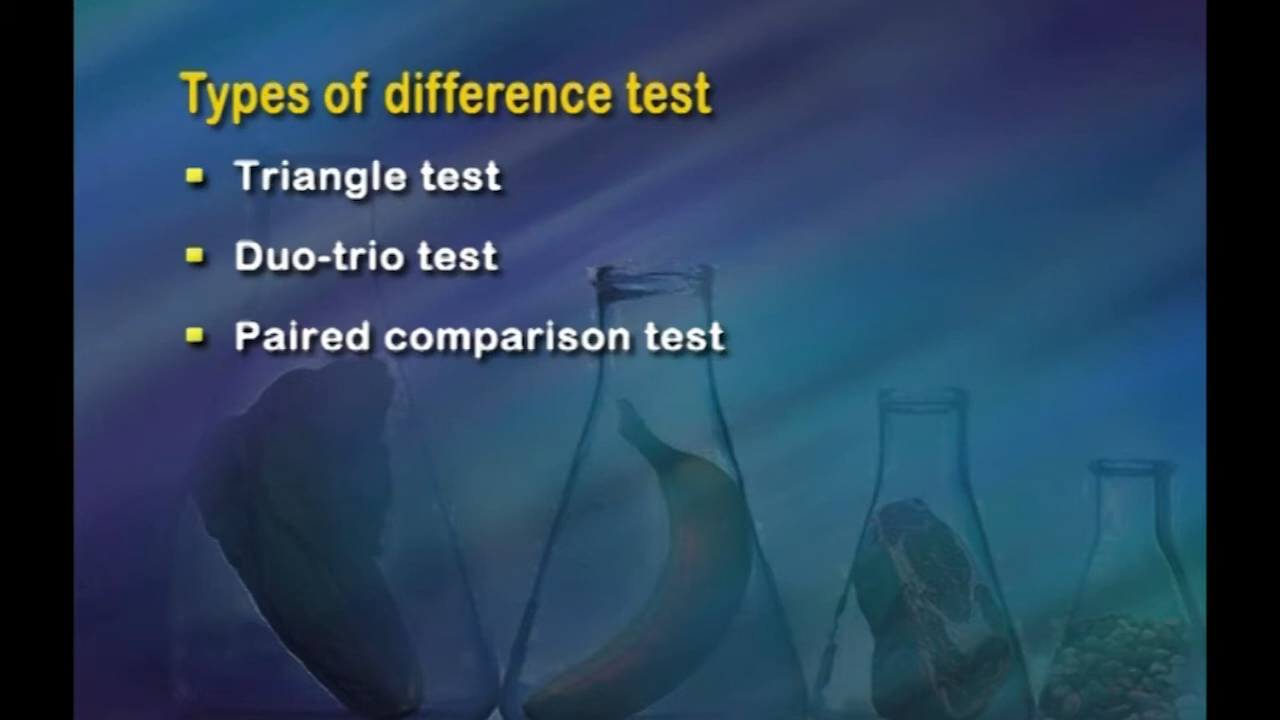 Types of difference test
Triangle test
Duo-trio test
Paired comparison test